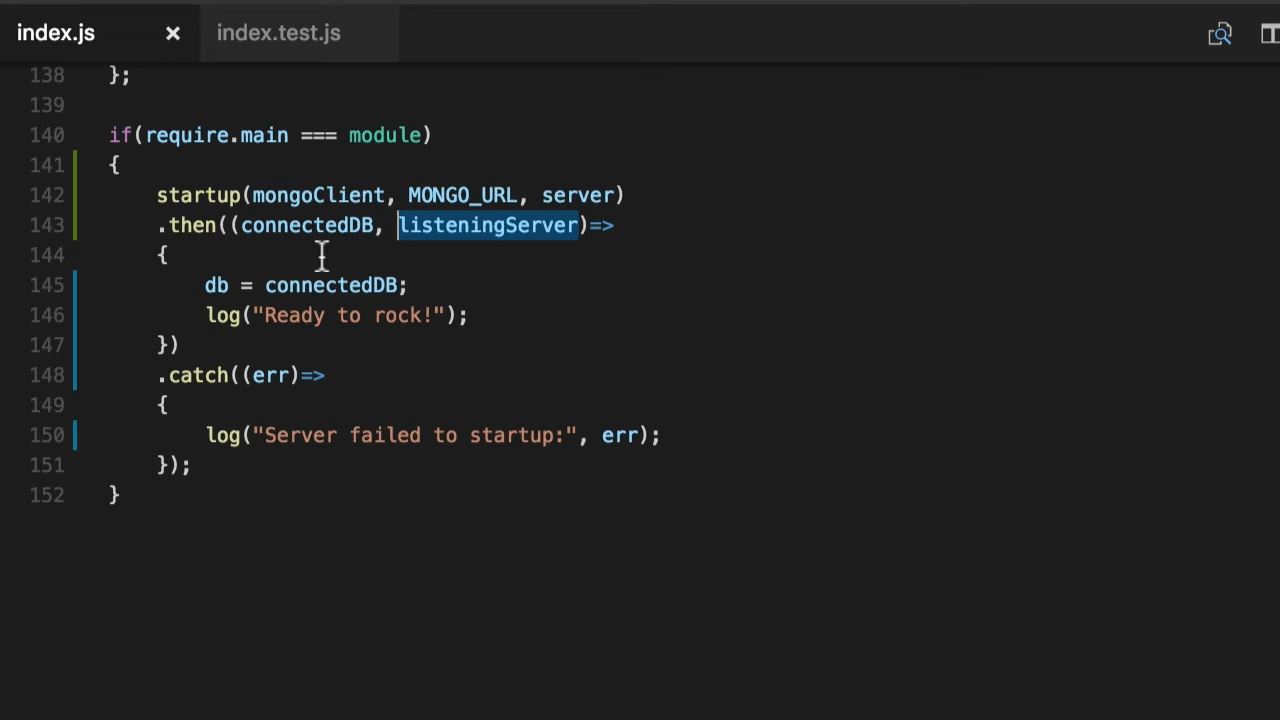 index.js × index.test.js
138 };
139
140 if(require.main === module)
141 {
142 startup(mongoClient, MONGO_URL, server)
143 .then((connectedDB, listeningServer)=>
144 {
145 db = connectedDB;
146 log("Ready to rock!");
147 })
148 .catch((err)=>
149 {
150 log("Server failed to startup:", err);
151 });
152 }